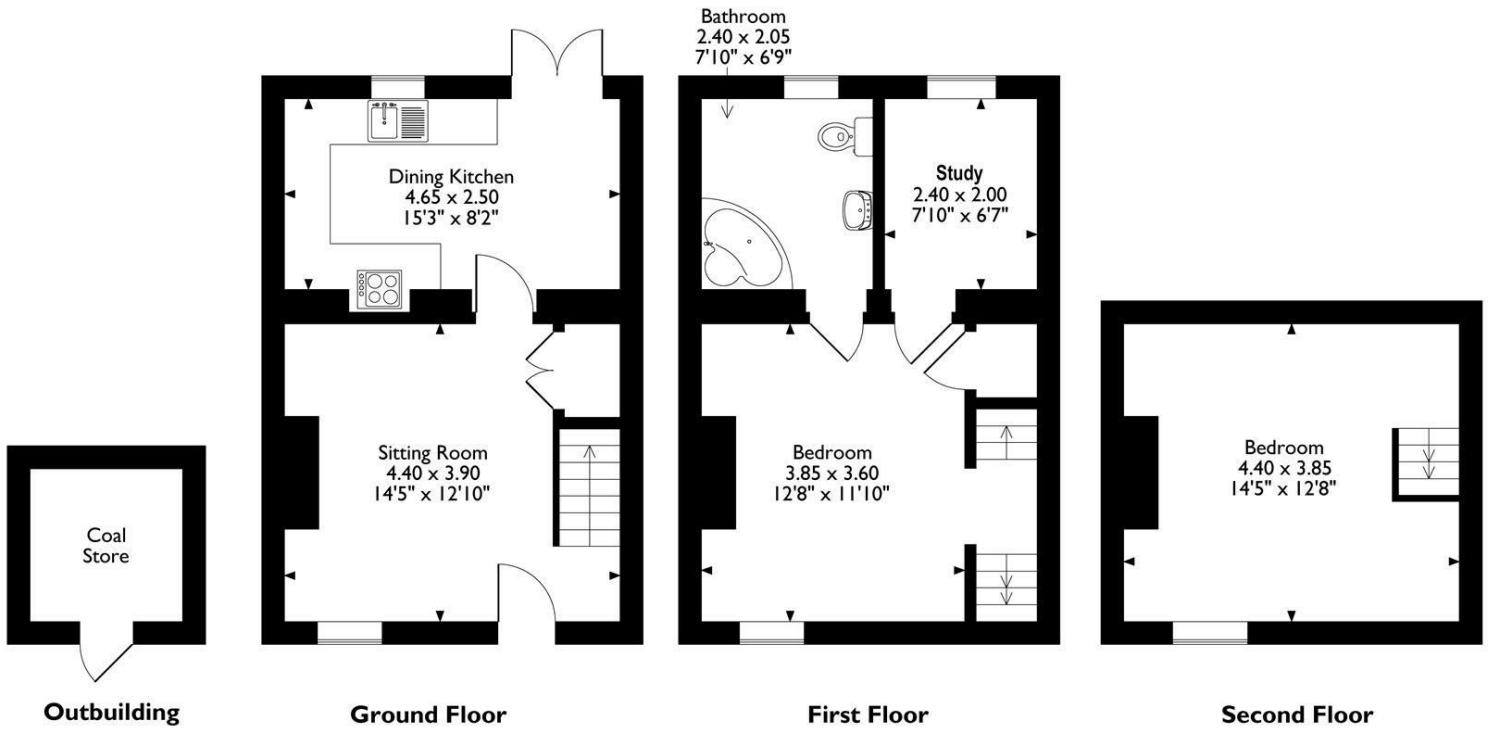 Bathroom
2.40 x 2.05
7'10" x 6'9"
Dining Kitchen
4.65 x 2.50
15'3" x 8'2"
Study
2.40 x 2.00
7'10" x 6'7"
Sitting Room
4.40 x 3.90
14'5" x 12'10"
Bedroom
3.85 x 3.60
12'8" x 11'10"
Bedroom
4.40 x 3.85
14'5" x 12'8"
Coal
Store
Outbuilding
Ground Floor
First Floor
Second Floor